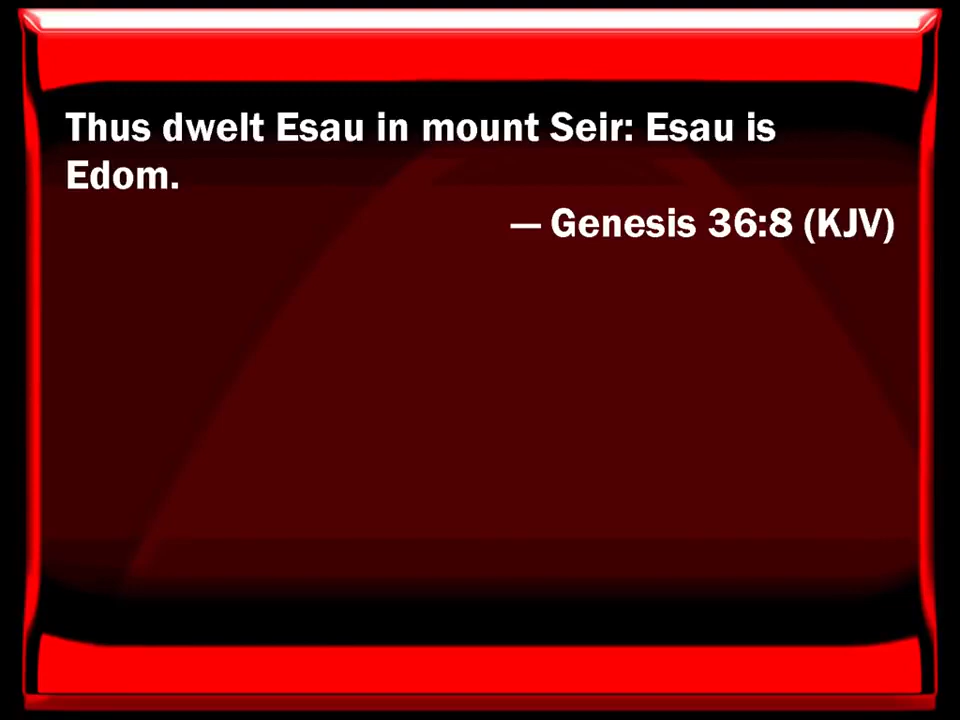 Thus dwelt Esau in mount Seir: Esau is
Edom.
— Genesis 36:8 (KJV)